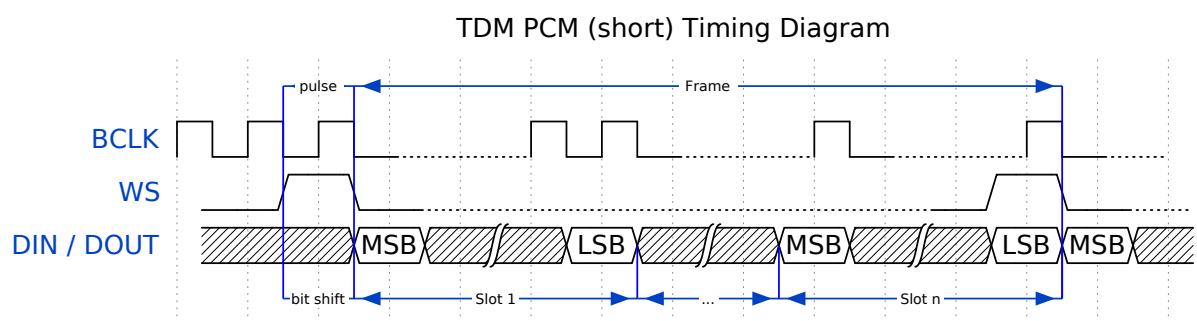 TDM PCM (short) Timing Diagram
pulse Frame
BCLK
WS
DIN / DOUT MSB LSB MSB LSB MSB
bit shift Slot 1 ... Slot n